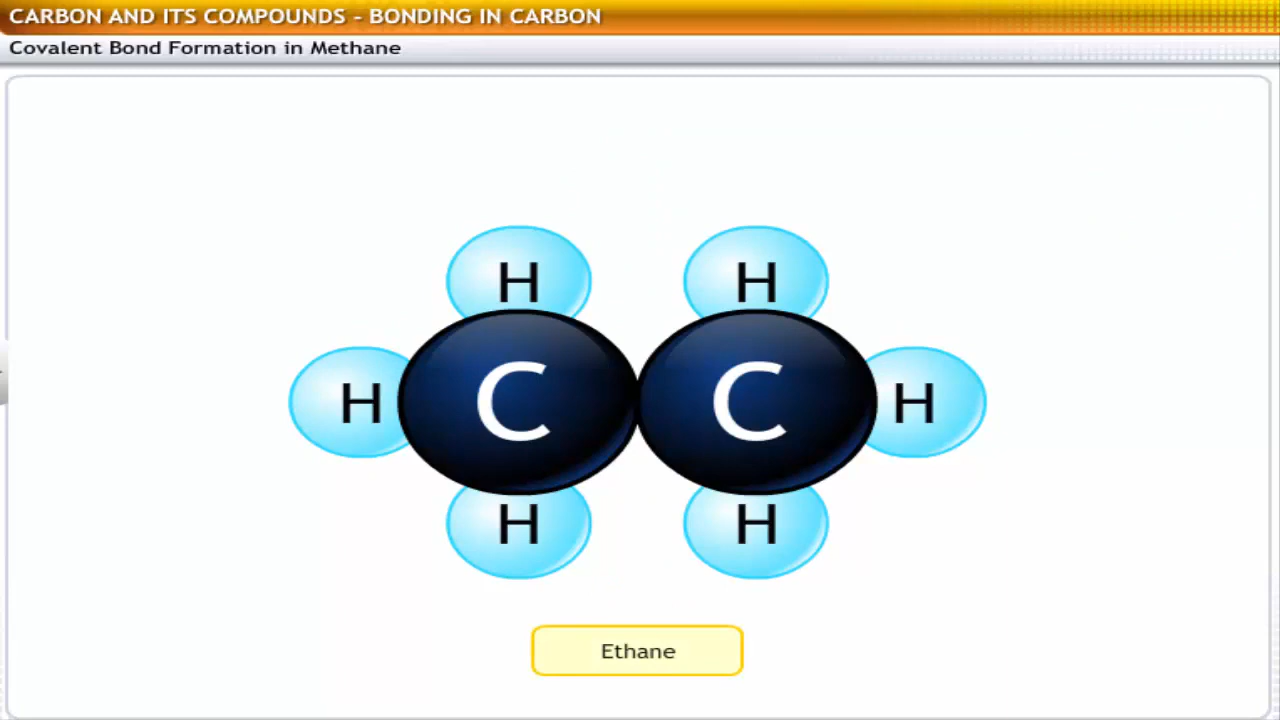 CARBON AND ITS COMPOUNDS - BONDING IN CARBON
Covalent Bond Formation in Methane
H H
H C C H
H H
Ethane